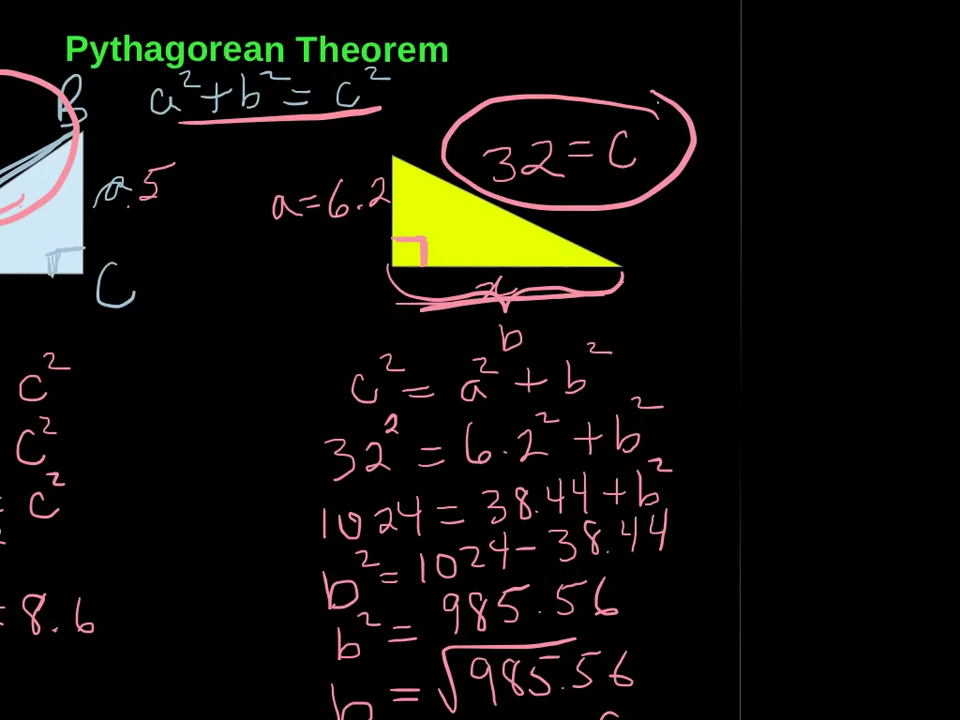 Pythagorean Theorem
B a²+b²=c²
32=c
5
a=6.2
C
x
b
c²
c²
= c²
= 8.6
c² = a² + b²
32² = 6.2² + b²
1024 = 38.44 + b²
b² = 1024 - 38.44
b² = 985.56
b = √985.56